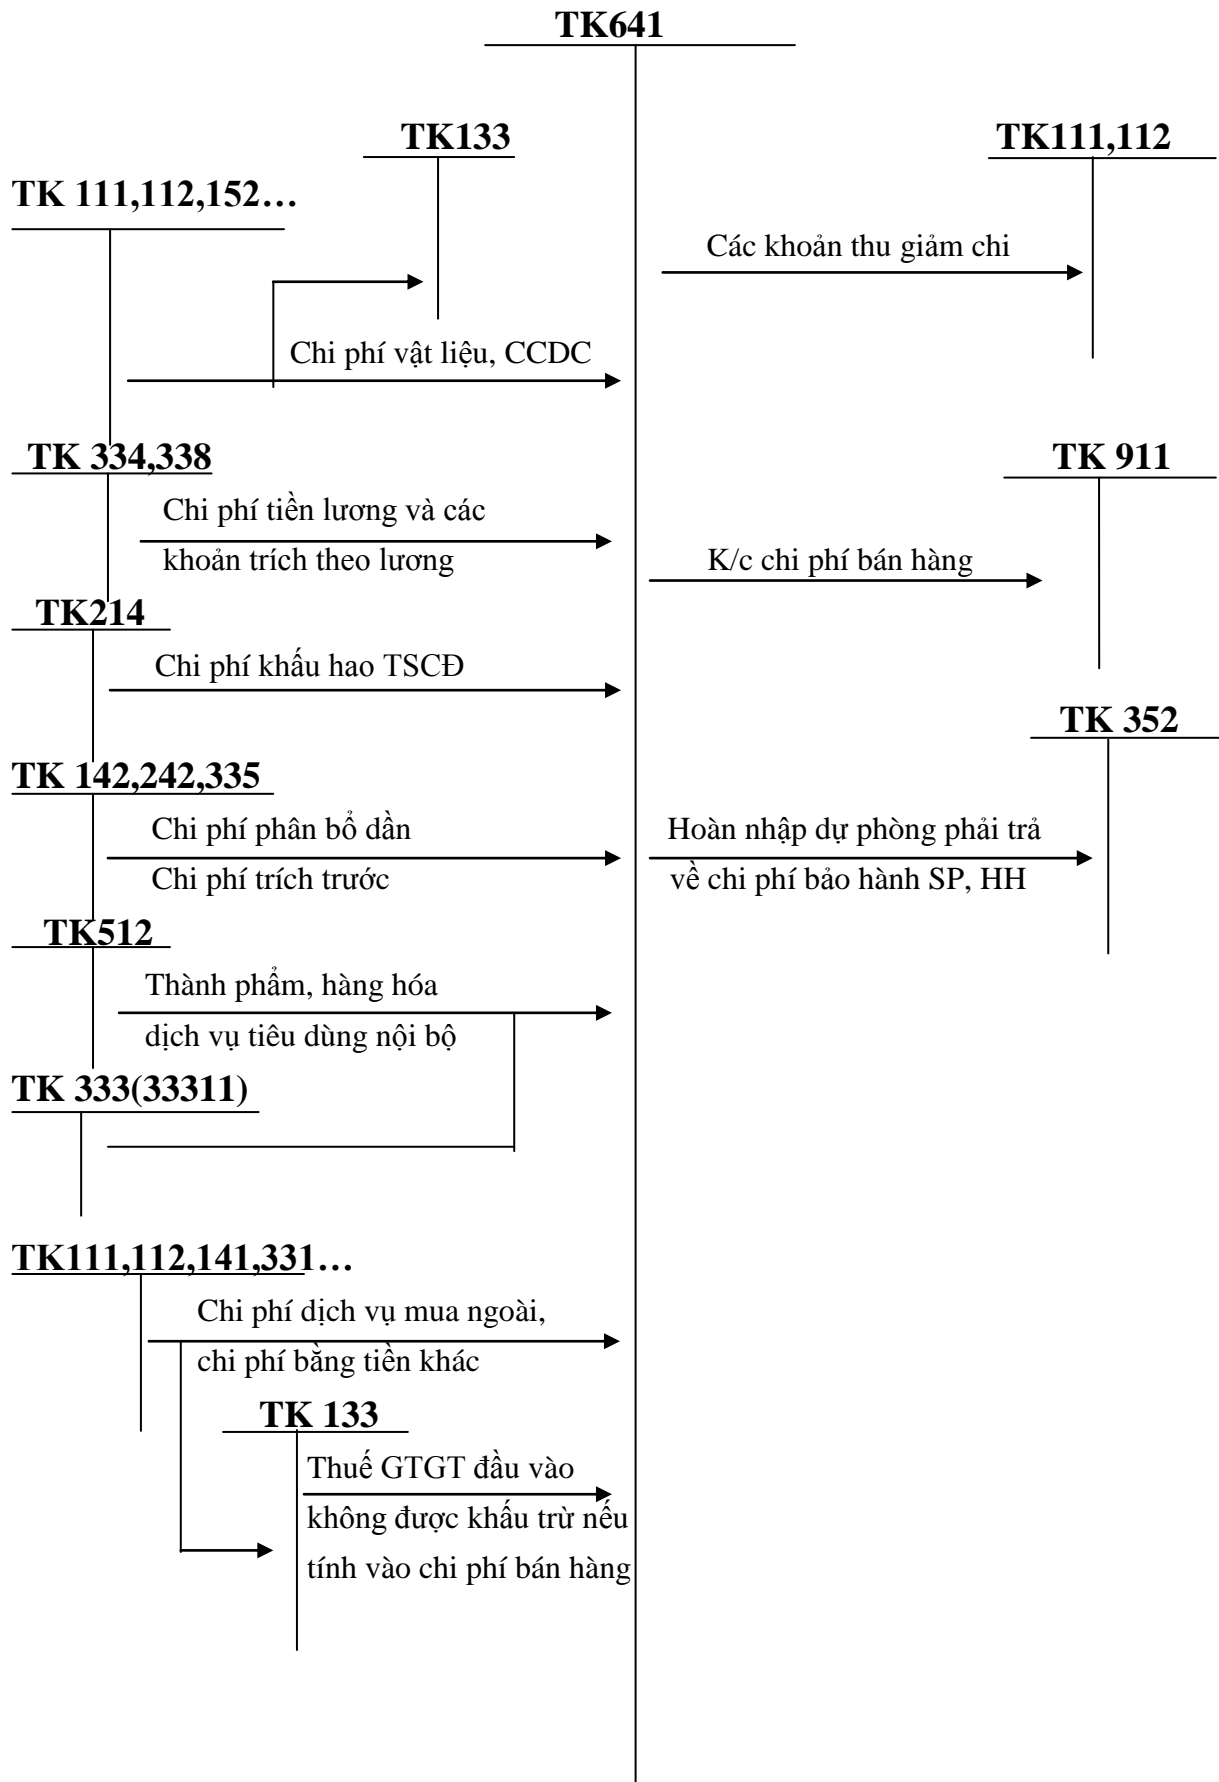 TK641
TK133
TK111,112
TK 111,112,152…
Các khoản thu giảm chi
Chi phí vật liệu, CCDC
TK 334,338
TK 911
Chi phí tiền lương và các
khoản trích theo lương
K/c chi phí bán hàng
TK214
Chi phí khấu hao TSCĐ
TK 352
TK 142,242,335
Chi phí phân bổ dần
Chi phí trích trước
Hoàn nhập dự phòng phải trả
về chi phí bảo hành SP, HH
TK512
Thành phẩm, hàng hóa
dịch vụ tiêu dùng nội bộ
TK 333(33311)
TK111,112,141,331…
Chi phí dịch vụ mua ngoài,
chi phí bằng tiền khác
TK 133
Thuế GTGT đầu vào
không được khấu trừ nếu
tính vào chi phí bán hàng